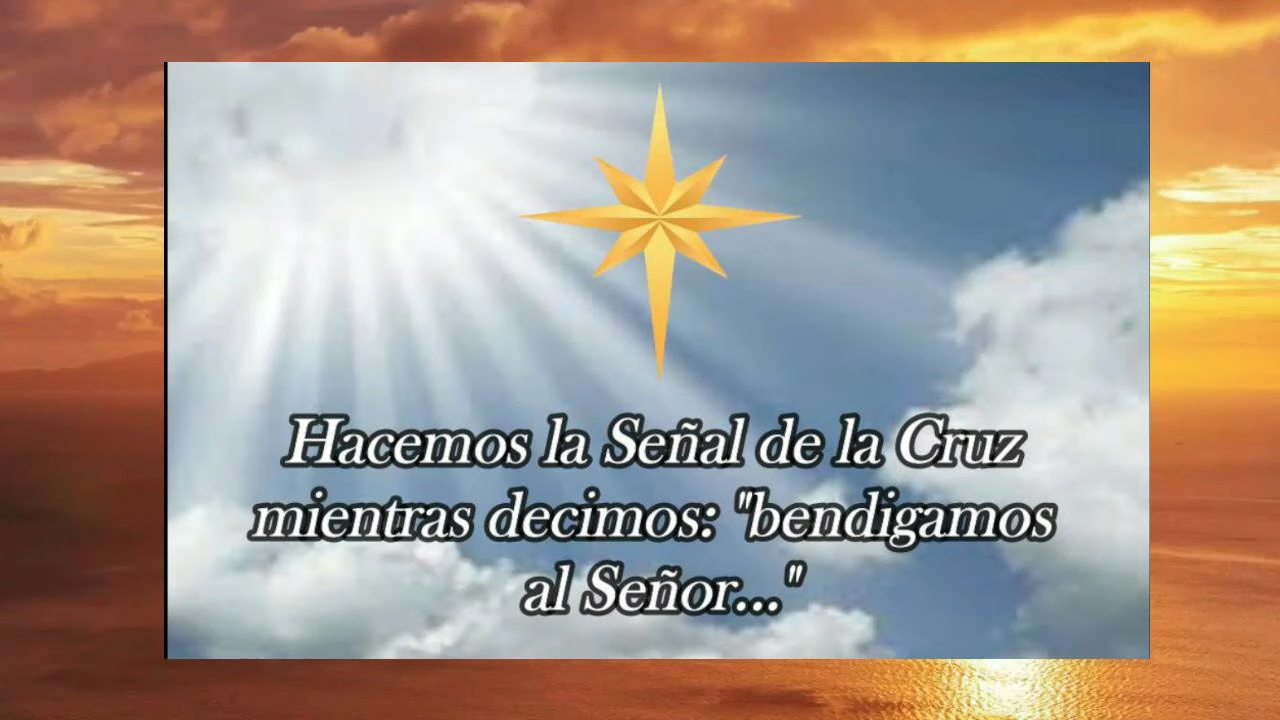 Hacemos la Señal de la Cruz
mientras decimos: "bendigamos
al Señor..."